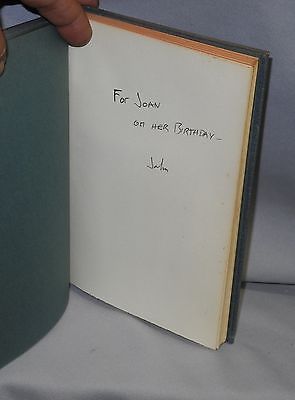 For JOAN
ON HER BIRTHDAY —
John